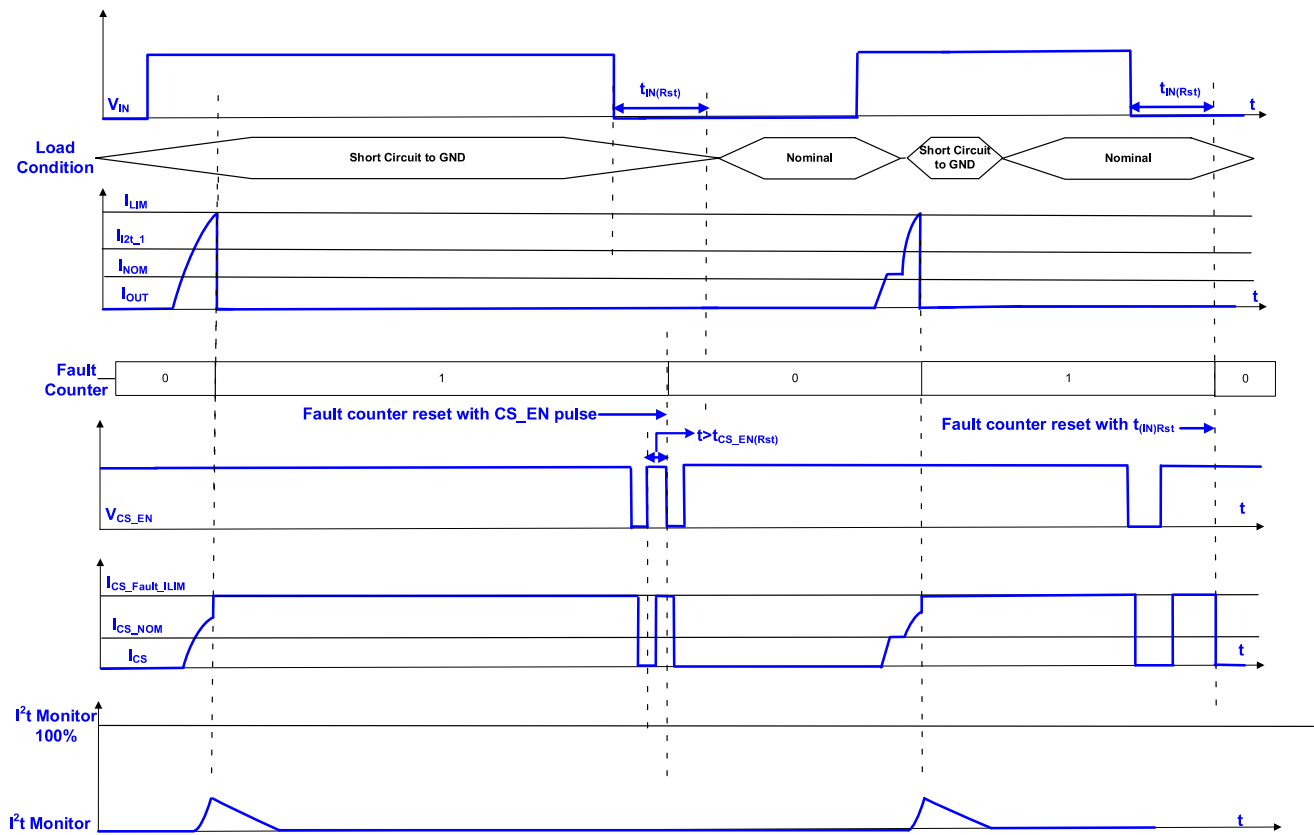 V_IN
t_IN(Rst)
t_IN(Rst)
t
Load
Condition
Short Circuit to GND
Nominal
Short Circuit
to GND
Nominal
I_LIM
I_I2t_1
I_NOM
I_OUT
t
Fault
Counter
0
1
0
1
0
Fault counter reset with CS_EN pulse
t>t_CS_EN(Rst)
Fault counter reset with t_(IN)Rst
V_CS_EN
t
I_CS_Fault_ILIM
I_CS_NOM
I_CS
t
I²t Monitor
100%
I²t Monitor
t